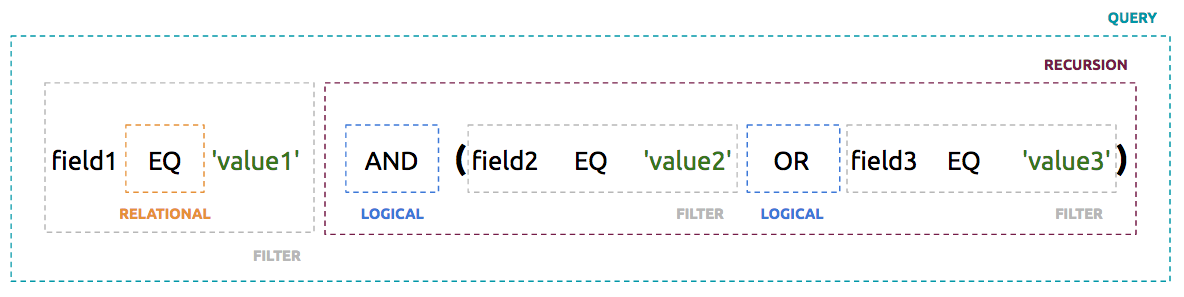 QUERY
RECURSION
field1 EQ 'value1' AND (field2 EQ 'value2' OR field3 EQ 'value3')
RELATIONAL LOGICAL FILTER LOGICAL FILTER
FILTER